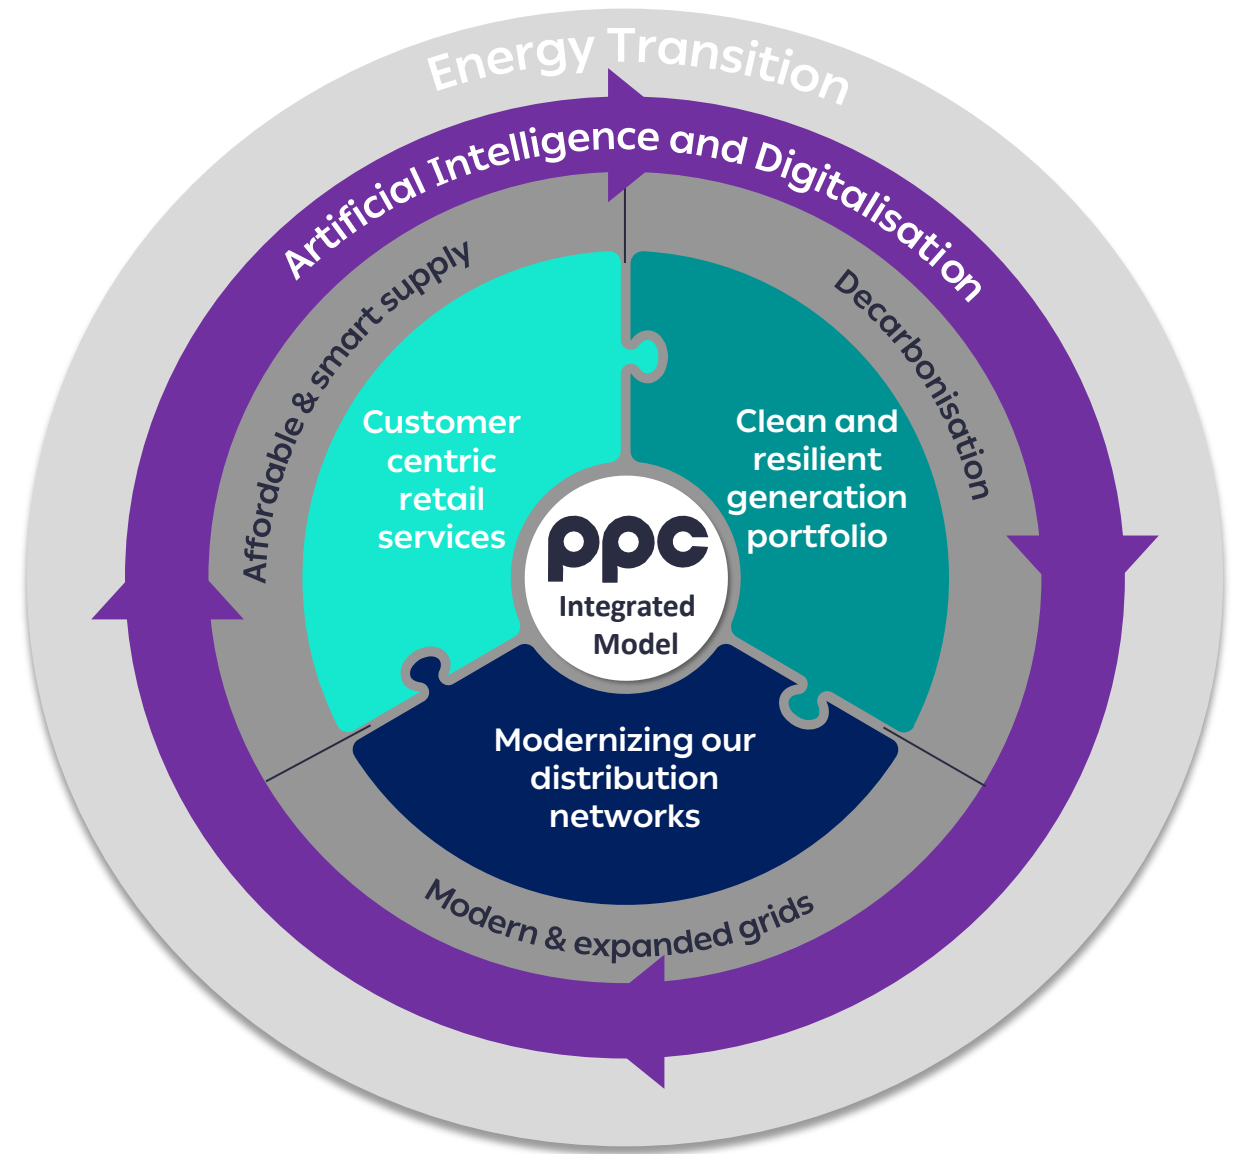 Energy Transition
Artificial Intelligence and Digitalisation
Affordable & smart supply
Decarbonisation
Customer
centric
retail
services
Clean and
resilient
generation
portfolio
ppc
Integrated
Model
Modernizing our
distribution
networks
Modern & expanded grids